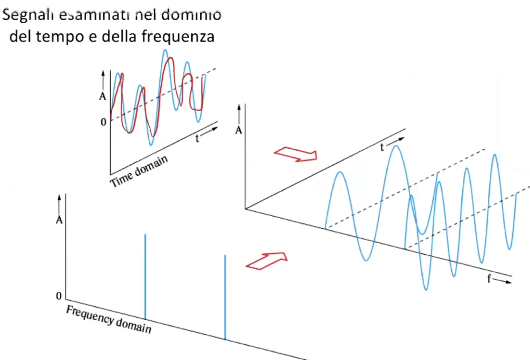 Segnali esaminati nel dominio
del tempo e della frequenza
A
0
t
Time domain
A
t
f
A
0
Frequency domain